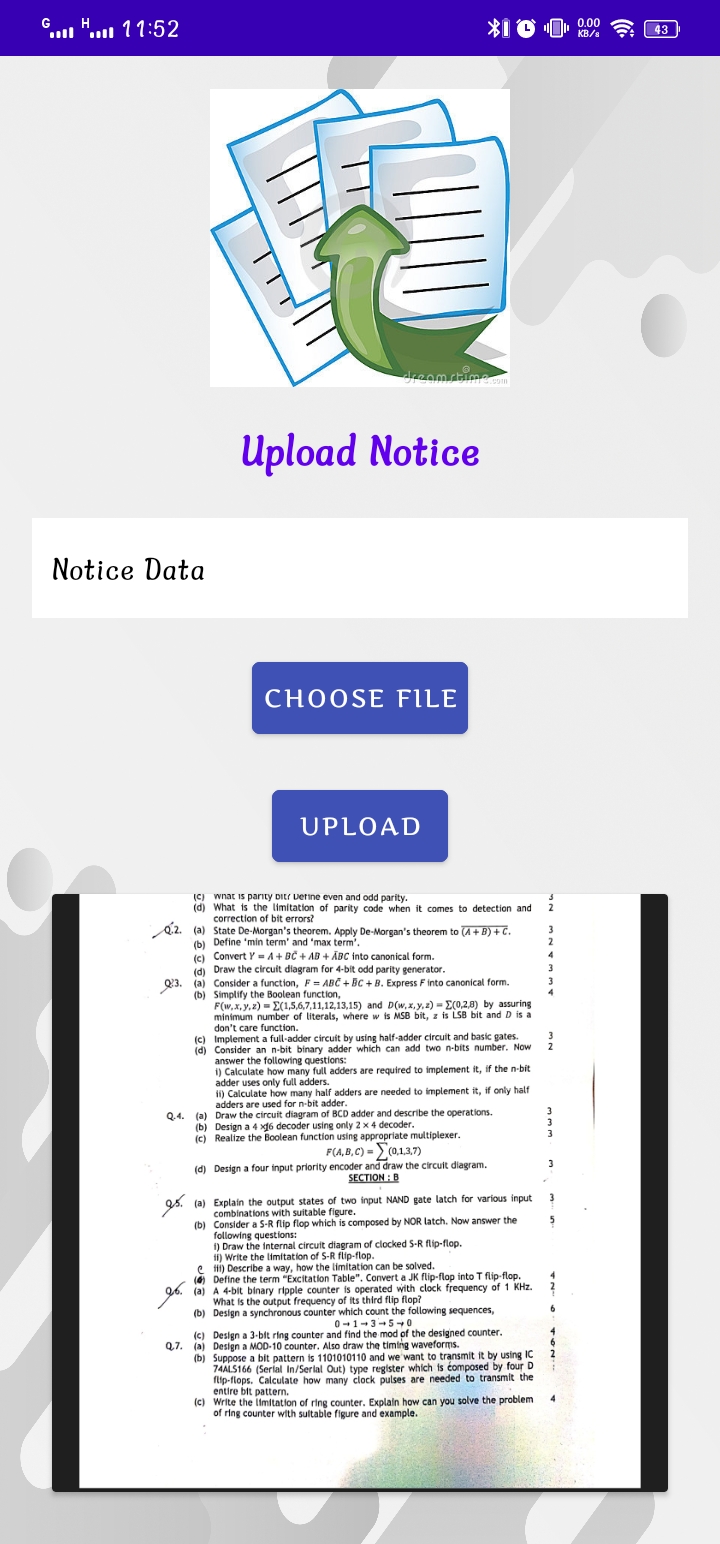 G H 11:52 0.00 KB/s 43
dreamstime.com
Upload Notice
Notice Data
CHOOSE FILE
UPLOAD
(c) What is parity bit? Define even and odd parity. 3
(d) What is the limitation of parity code when it comes to detection and 2
correction of bit errors?
Q.2. (a) State De-Morgan's theorem. Apply De-Morgan's theorem to \overline{\overline{(A + B)} + \overline{C}}. 3
(b) Define 'min term' and 'max term'. 2
(c) Convert Y = A + BC̄ + AB + ĀBC into canonical form. 4
(d) Draw the circuit diagram for 4-bit odd parity generator. 3
Q.3. (a) Consider a function, F = ABC̄ + B̄C + B. Express F into canonical form. 3
(b) Simplify the Boolean function, 4
F(w,x,y,z) = ∑(1,5,6,7,11,12,13,15) and D(w,x,y,z) = ∑(0,2,8) by assuring
minimum number of literals, where w is MSB bit, z is LSB bit and D is a
don't care function.
(c) Implement a full-adder circuit by using half-adder circuit and basic gates. 3
(d) Consider an n-bit binary adder which can add two n-bits number. Now 2
answer the following questions:
i) Calculate how many full adders are required to implement it, if the n-bit
adder uses only full adders.
ii) Calculate how many half adders are needed to implement it, if only half
adders are used for n-bit adder.
Q.4. (a) Draw the circuit diagram of BCD adder and describe the operations. 3
(b) Design a 4 ×16 decoder using only 2 × 4 decoder. 3
(c) Realize the Boolean function using appropriate multiplexer. 3
F(A,B,C) = ∑(0,1,3,7)
(d) Design a four input priority encoder and draw the circuit diagram. 3
SECTION : B
Q.5. (a) Explain the output states of two input NAND gate latch for various input 3
combinations with suitable figure.
(b) Consider a S-R flip flop which is composed by NOR latch. Now answer the 5
following questions:
i) Draw the internal circuit diagram of clocked S-R flip-flop.
ii) Write the limitation of S-R flip-flop.
iii) Describe a way, how the limitation can be solved.
c Define the term "Excitation Table". Convert a JK flip-flop into T flip-flop. 4
Q.6. (a) A 4-bit binary ripple counter is operated with clock frequency of 1 KHz. 2
What is the output frequency of its third flip flop?
(b) Design a synchronous counter which count the following sequences, 6
0→1→3→5→0
(c) Design a 3-bit ring counter and find the mod of the designed counter. 4
Q.7. (a) Design a MOD-10 counter. Also draw the timing waveforms. 6
(b) Suppose a bit pattern is 1101010110 and we want to transmit it by using IC 2
74ALS166 (Serial In/Serial Out) type register which is composed by four D
flip-flops. Calculate how many clock pulses are needed to transmit the
entire bit pattern.
(c) Write the limitation of ring counter. Explain how can you solve the problem 4
of ring counter with suitable figure and example.